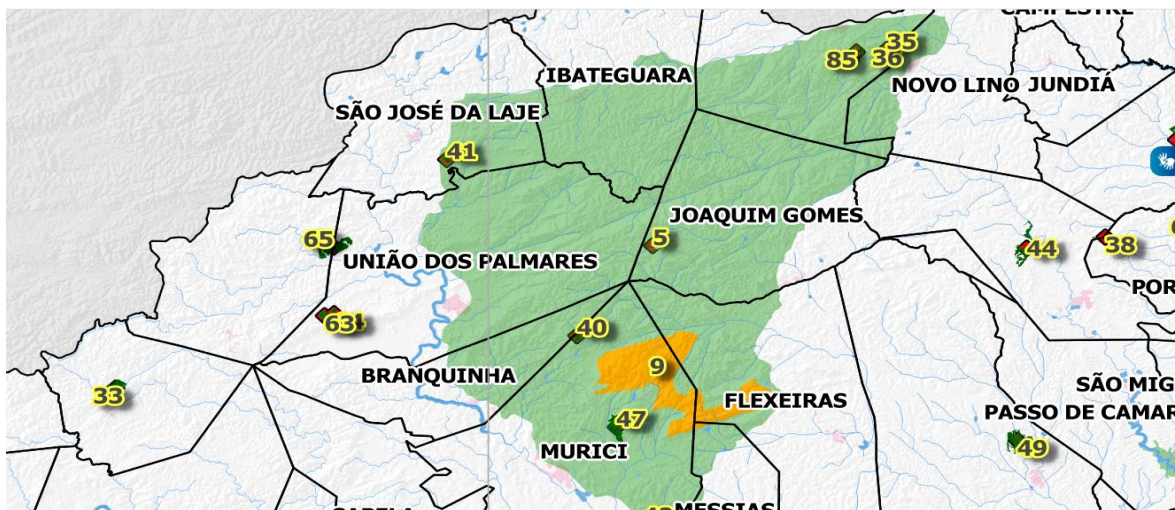 CAMPESTRE
35
85
36
IBATEGUARA
NOVO LINO
JUNDIÁ
SÃO JOSÉ DA LAJE
41
JOAQUIM GOMES
65
5
44
38
UNIÃO DOS PALMARES
POR
63
40
9
BRANQUINHA
33
FLEXEIRAS
SÃO MIG
PASSO DE CAMAR
47
MURICI
49
MESSIAS